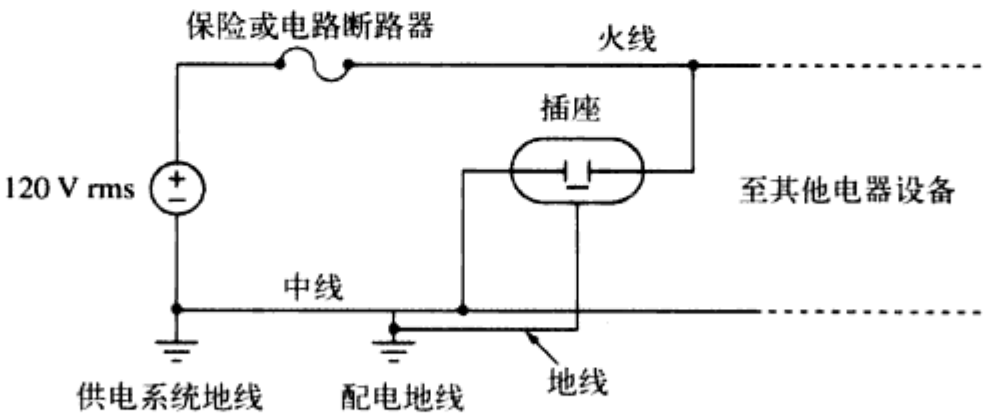 保险或电路断路器
火线
插座
+
−
120 V rms
至其他电器设备
中线
供电系统地线
配电地线
地线